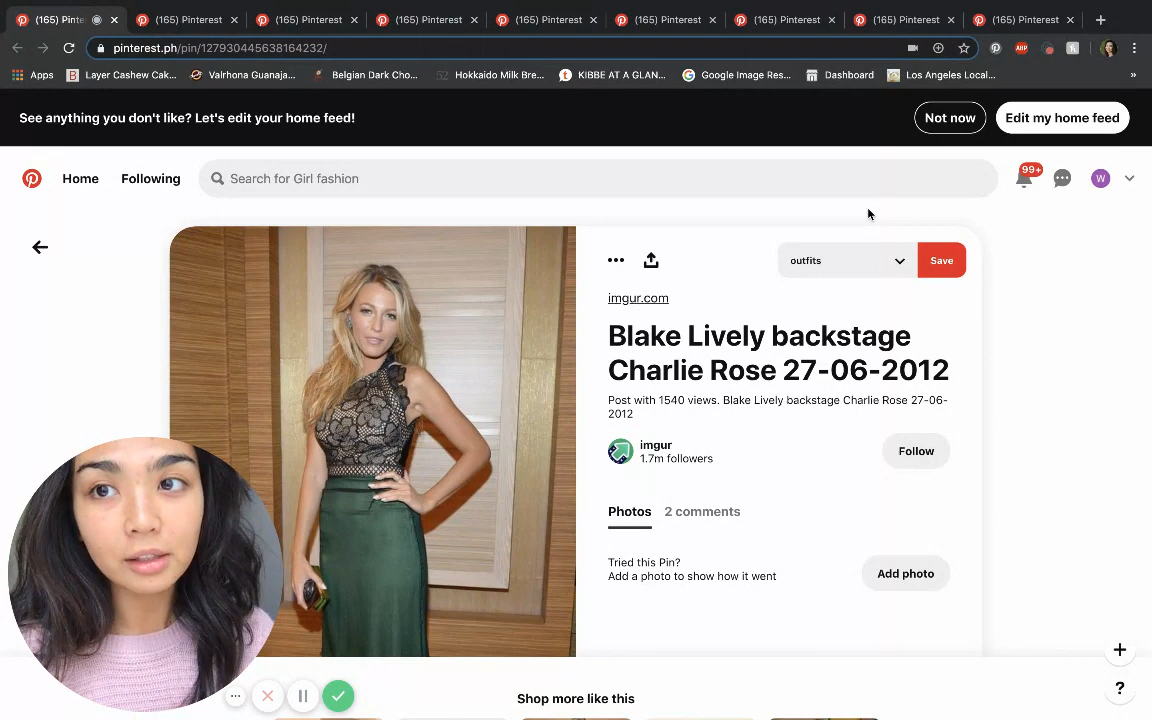 (165) Pinte
(165) Pinterest
(165) Pinterest
(165) Pinterest
(165) Pinterest
(165) Pinterest
(165) Pinterest
(165) Pinterest
(165) Pinterest
pinterest.ph/pin/127930445638164232/
ABP
Apps
Layer Cashew Cak...
Valrhona Guanaja...
Belgian Dark Cho...
Hokkaido Milk Bre...
KIBBE AT A GLAN...
Google Image Res...
Dashboard
Los Angeles Local...
»
See anything you don't like? Let's edit your home feed!
Not now
Edit my home feed
Home
Following
Search for Girl fashion
99+
W
outfits
Save
imgur.com
Blake Lively backstage
Charlie Rose 27-06-2012
Post with 1540 views. Blake Lively backstage Charlie Rose 27-06-
2012
imgur
1.7m followers
Follow
Photos
2 comments
Tried this Pin?
Add a photo to show how it went
Add photo
+
?
Shop more like this